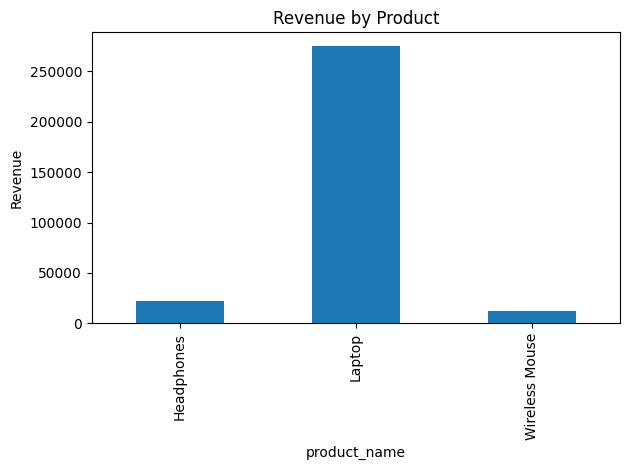 Revenue by Product
Revenue
250000
200000
150000
100000
50000
0
Headphones
Laptop
Wireless Mouse
product_name